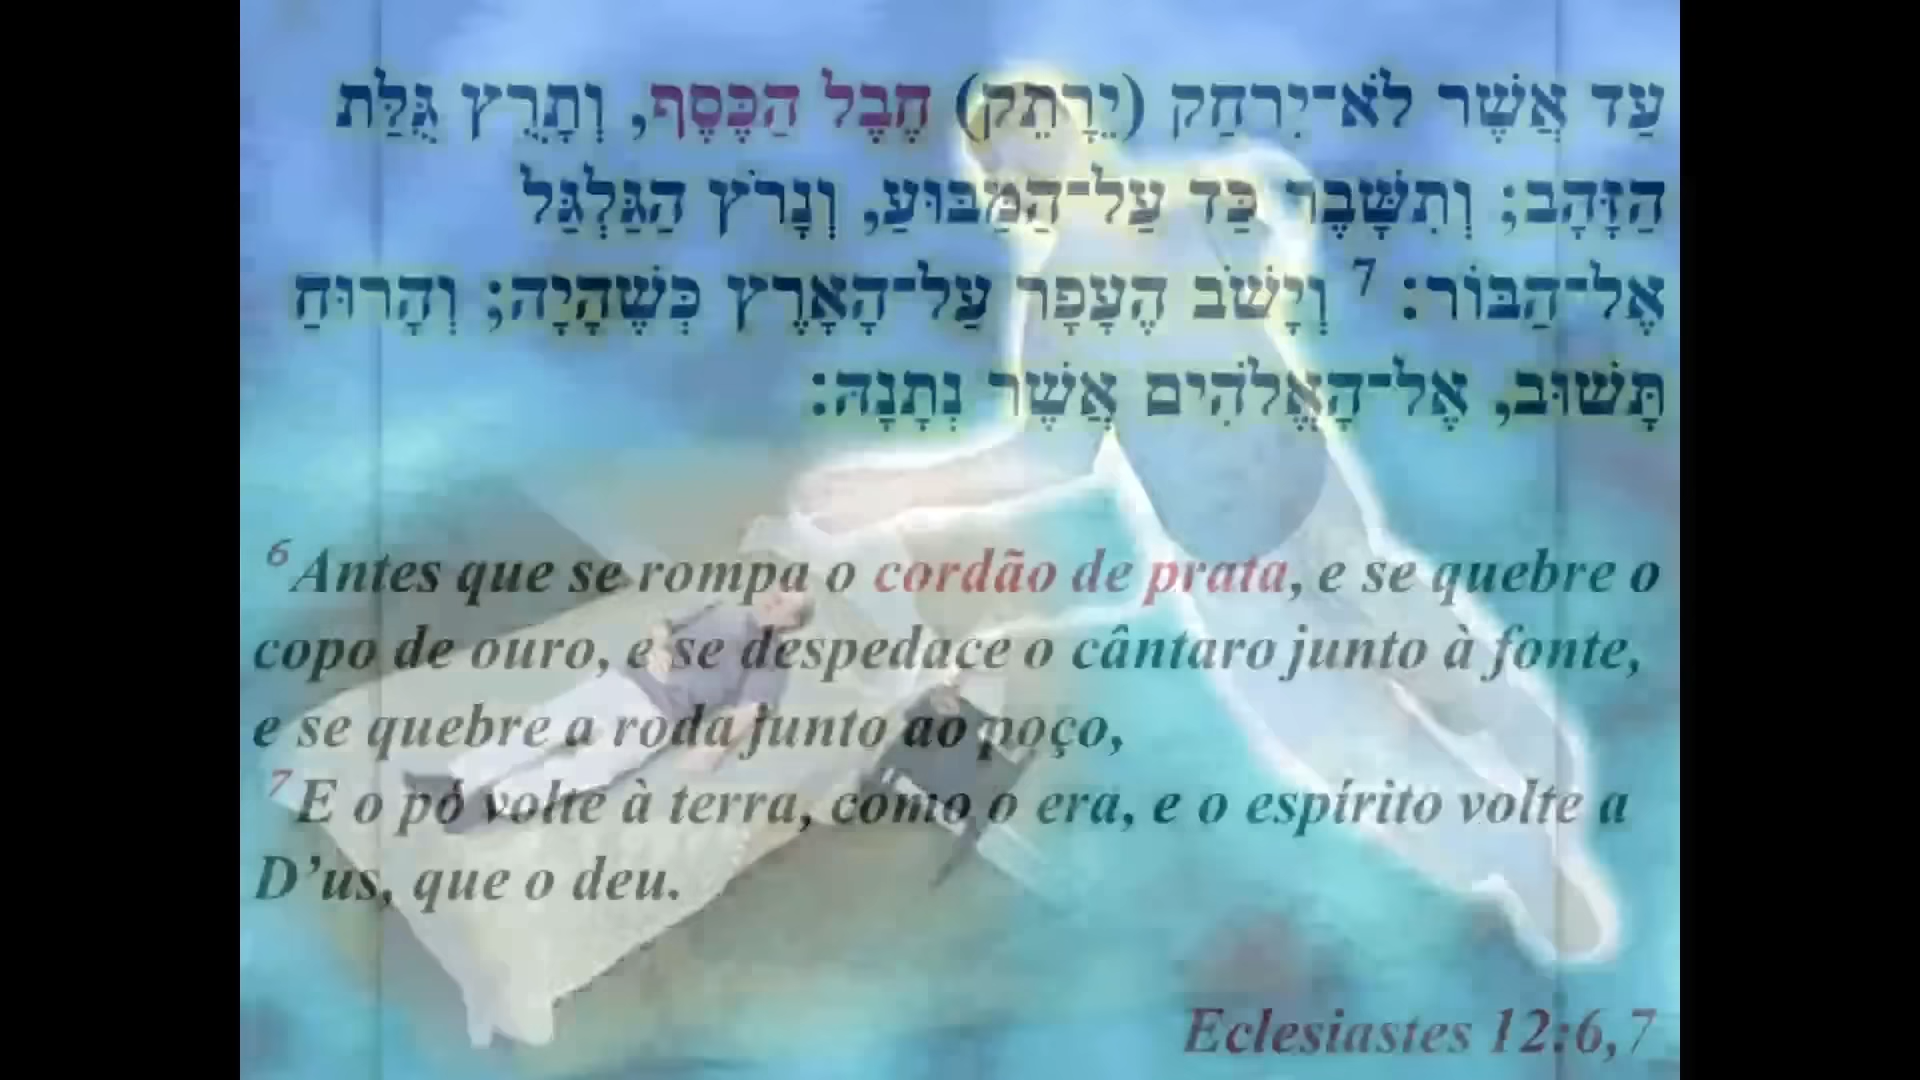 עַד אֲשֶׁר לֹא־יִרחַק (יֵרָתֵק) חֶבֶל הַכֶּסֶף, וְתָרֻץ גֻּלַּת
הַזָּהָב; וְתִשָּׁבֶר כַּד עַל־הַמַּבּוּעַ, וְנָרֹץ הַגַּלְגַּל
אֶל־הַבּוֹר: 7 וְיָשֹׁב הֶעָפָר עַל־הָאָרֶץ כְּשֶׁהָיָה; וְהָרוּחַ
תָּשׁוּב, אֶל־הָאֱלֹהִים אֲשֶׁר נְתָנָהּ:
6 Antes que se rompa o cordão de prata, e se quebre o
copo de ouro, e se despedace o cântaro junto à fonte,
e se quebre a roda junto ao poço,
7 E o pó volte à terra, como o era, e o espírito volte a
D’us, que o deu.
Eclesiastes 12:6,7